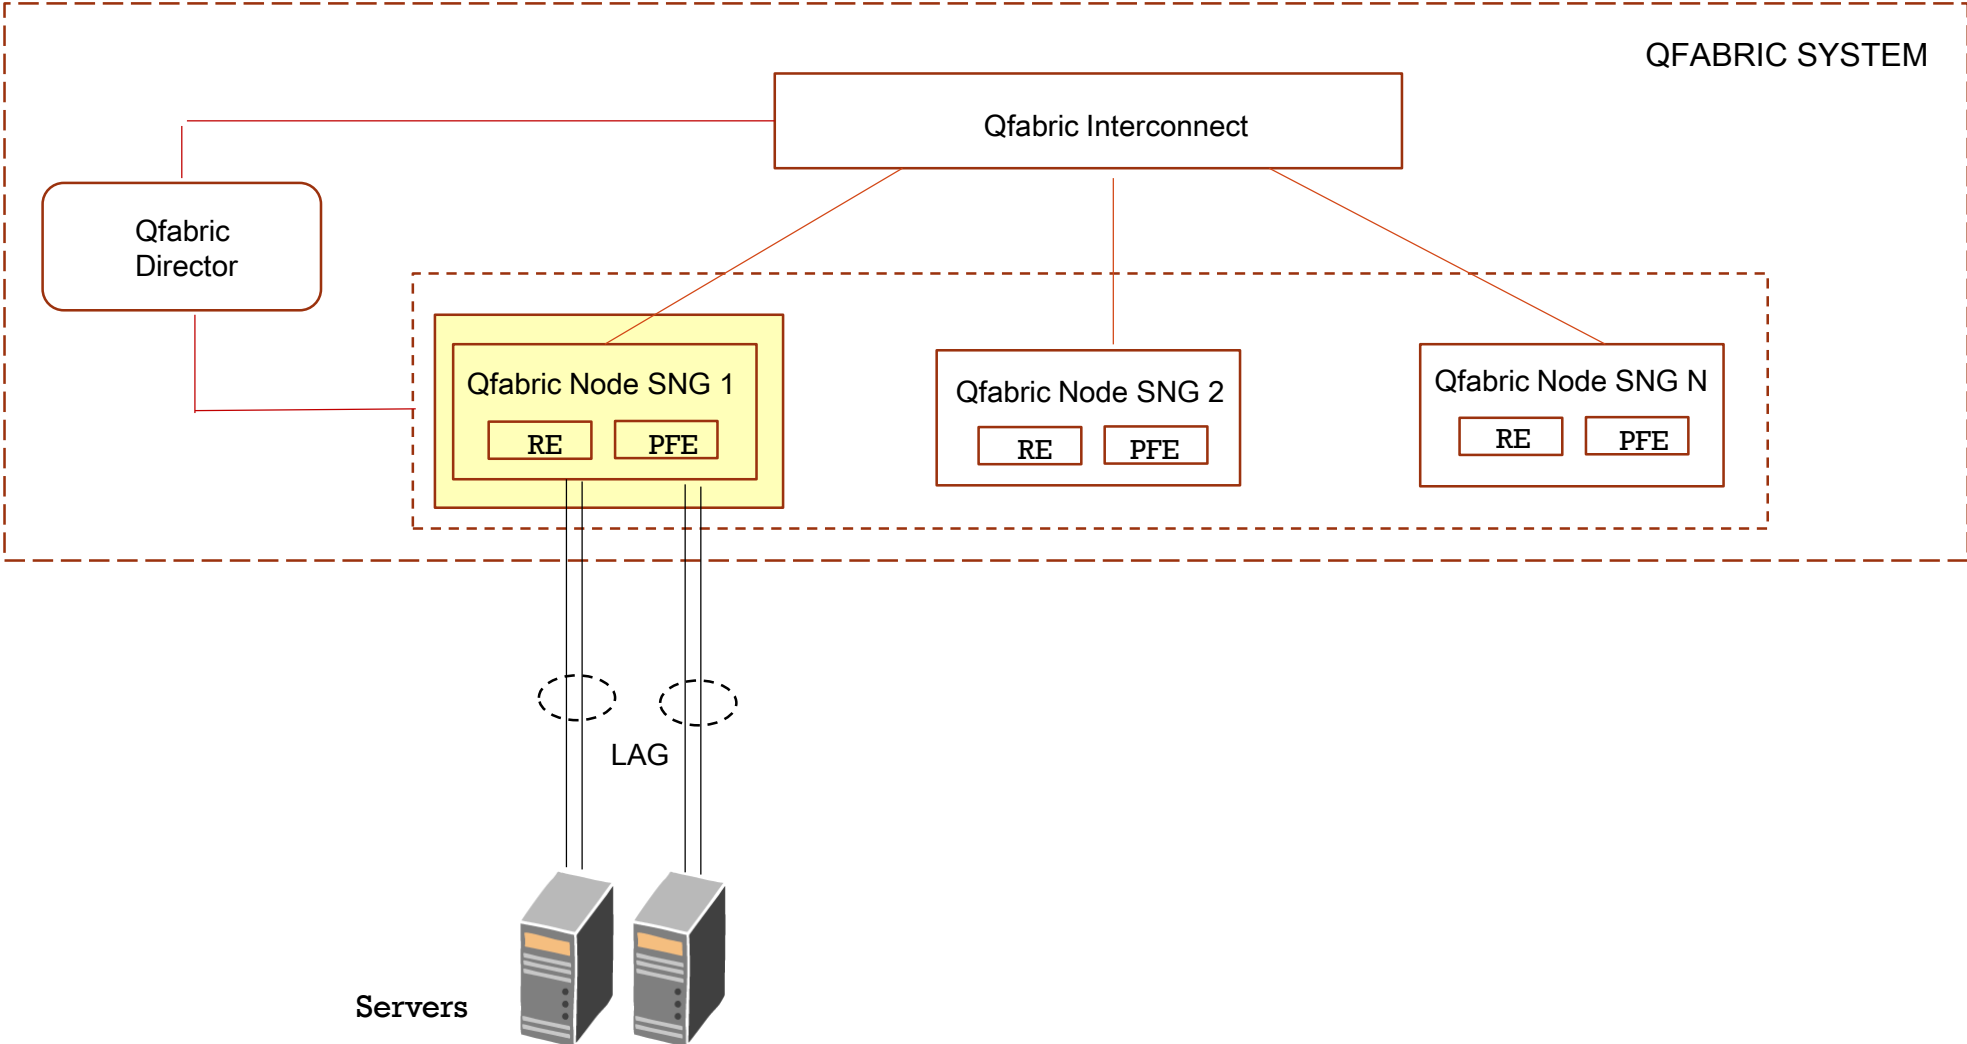 QFABRIC SYSTEM
Qfabric Interconnect
Qfabric
Director
Qfabric Node SNG 1
RE PFE
Qfabric Node SNG 2
RE PFE
Qfabric Node SNG N
RE PFE
LAG
Servers